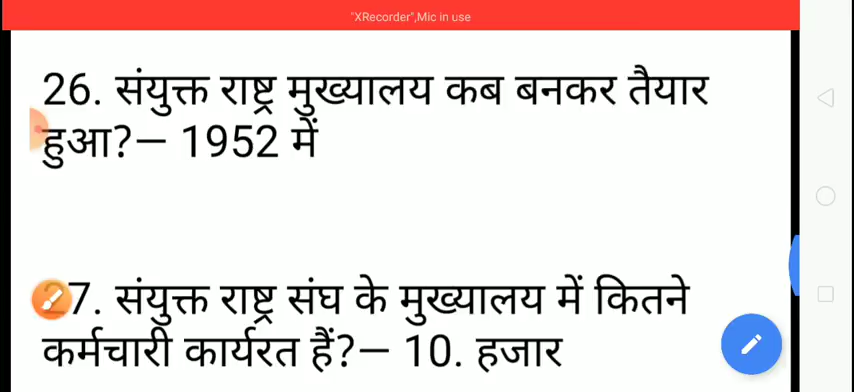 "XRecorder",Mic in use
26. संयुक्त राष्ट्र मुख्यालय कब बनकर तैयार
हुआ?— 1952 में
27. संयुक्त राष्ट्र संघ के मुख्यालय में कितने
कर्मचारी कार्यरत हैं?— 10. हजार